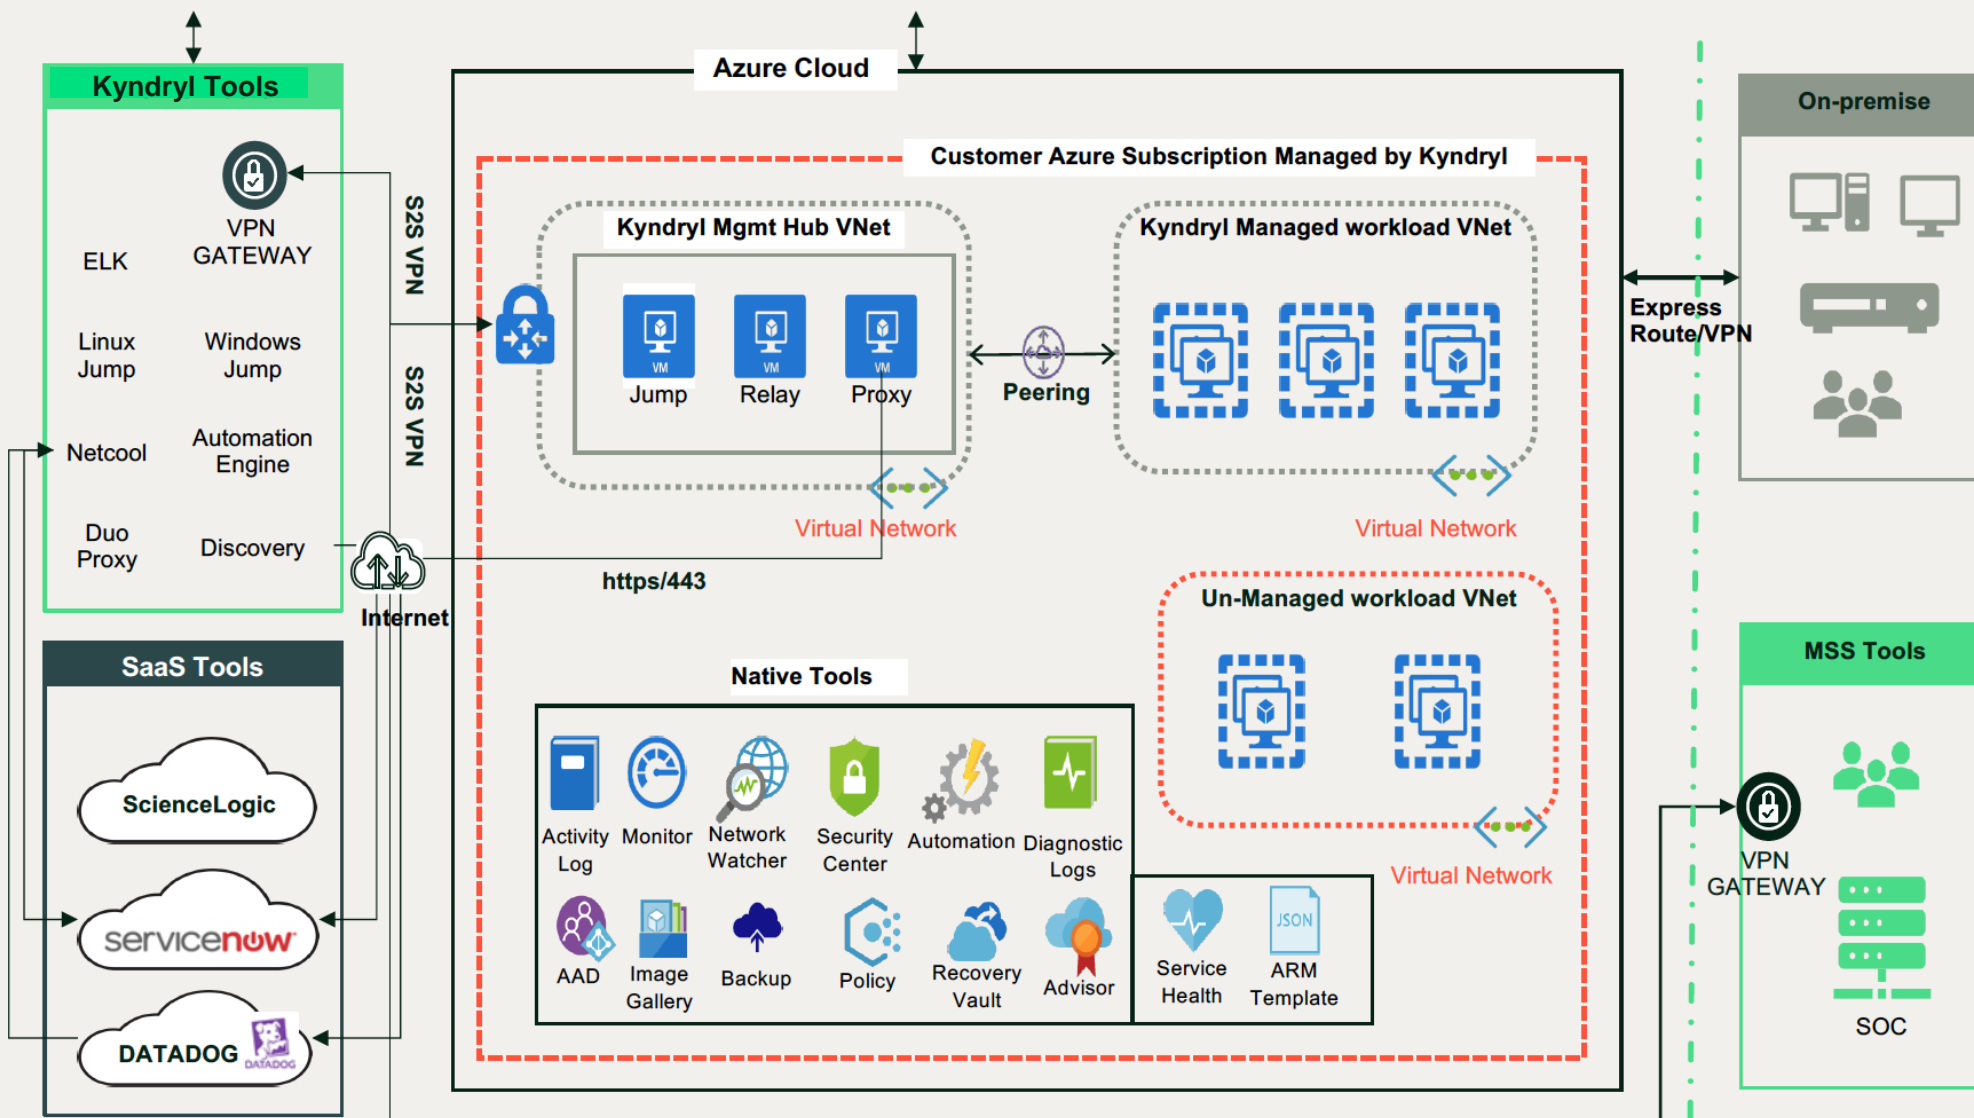 Kyndryl Tools
VPN
GATEWAY
ELK
Linux
Jump
Windows
Jump
Netcool
Automation
Engine
Duo
Proxy
Discovery
S2S VPN
S2S VPN
Internet
SaaS Tools
ScienceLogic
servicenow
DATADOG
DATADOG
Azure Cloud
Customer Azure Subscription Managed by Kyndryl
Kyndryl Mgmt Hub VNet
VM
VM
VM
Jump
Relay
Proxy
Virtual Network
https/443
Peering
Kyndryl Managed workload VNet
Virtual Network
Un-Managed workload VNet
Virtual Network
Native Tools
Activity
Log
Monitor
Network
Watcher
Security
Center
Automation
Diagnostic
Logs
AAD
Image
Gallery
Backup
Policy
Recovery
Vault
Advisor
Service
Health
JSON
ARM
Template
Express
Route/VPN
On-premise
MSS Tools
VPN
GATEWAY
SOC